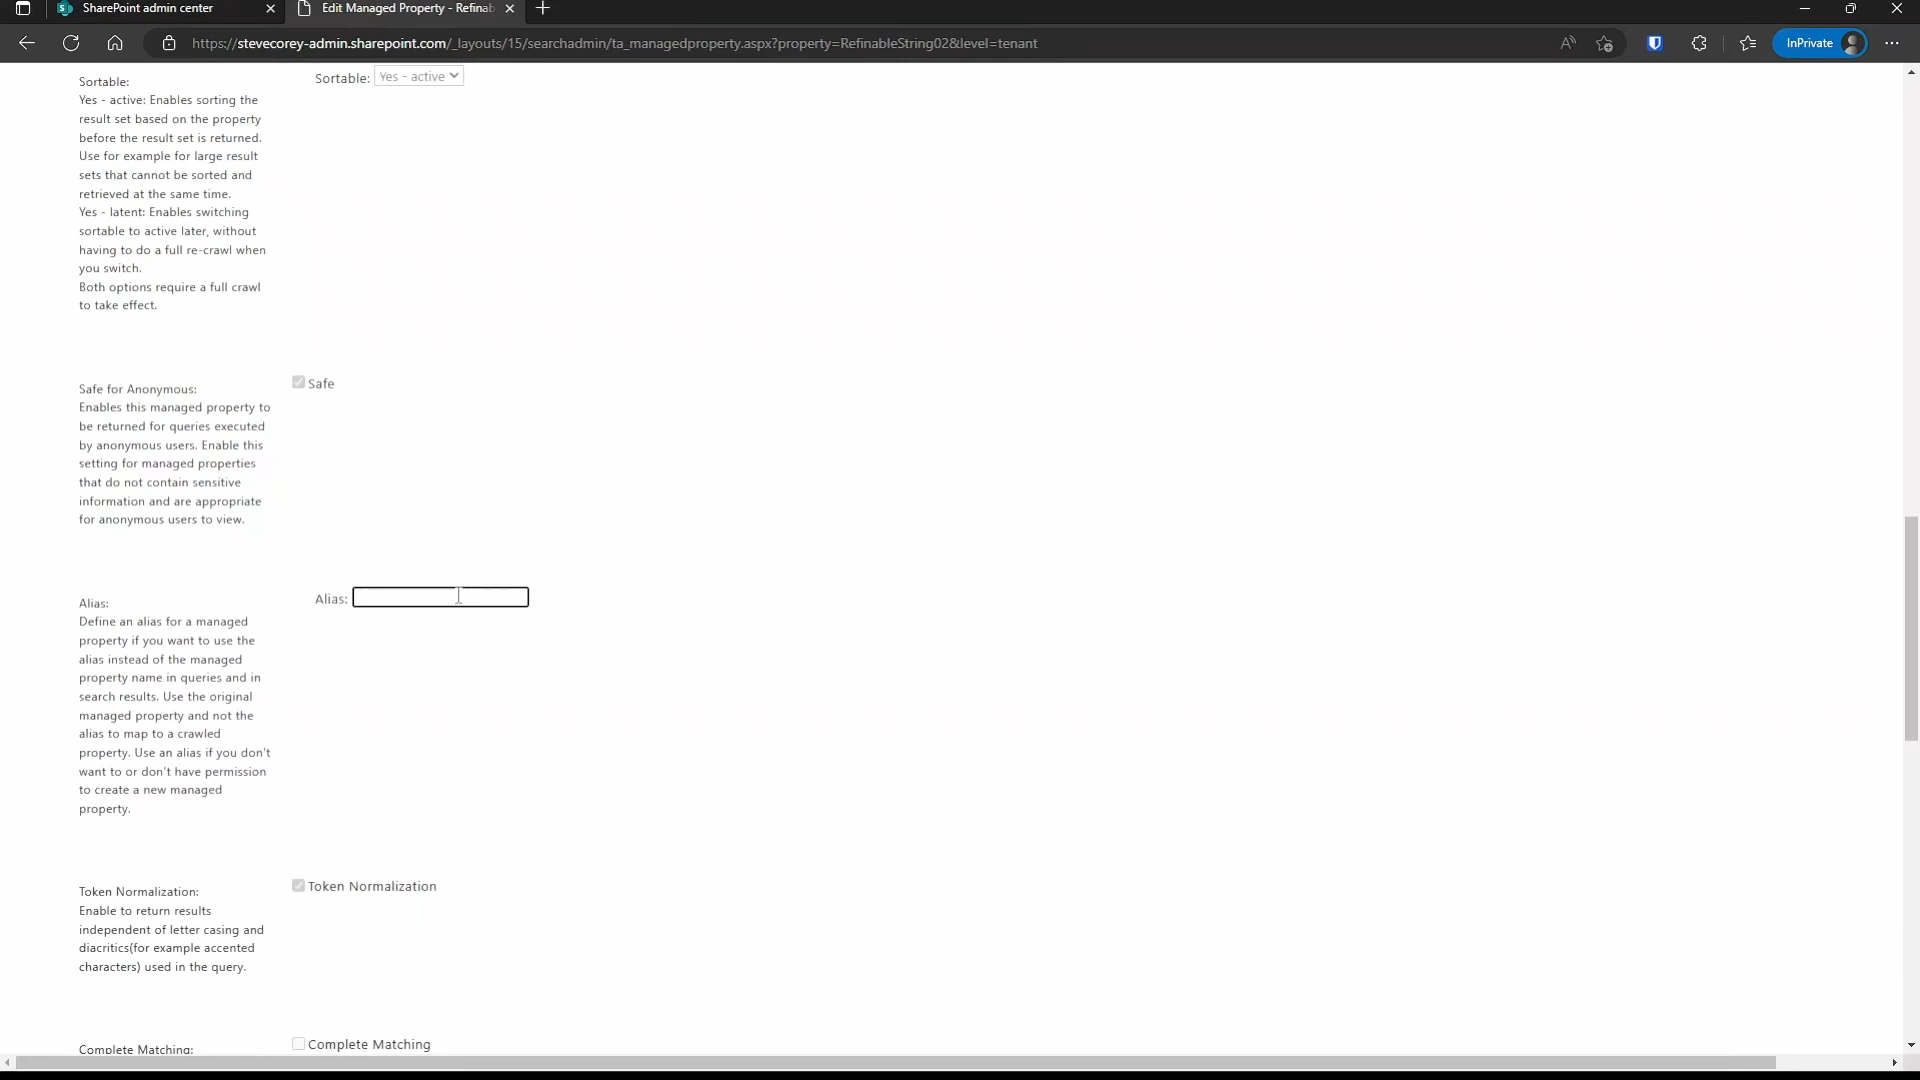 SharePoint admin center
Edit Managed Property - Refinab
https://stevecorey-admin.sharepoint.com/_layouts/15/searchadmin/ta_managedproperty.aspx?property=RefinableString02&level=tenant
InPrivate
Sortable:
Yes - active: Enables sorting the
result set based on the property
before the result set is returned.
Use for example for large result
sets that cannot be sorted and
retrieved at the same time.
Yes - latent: Enables switching
sortable to active later, without
having to do a full re-crawl when
you switch.
Both options require a full crawl
to take effect.
Sortable: Yes - active
Safe for Anonymous:
Enables this managed property to
be returned for queries executed
by anonymous users. Enable this
setting for managed properties
that do not contain sensitive
information and are appropriate
for anonymous users to view.
Safe
Alias:
Define an alias for a managed
property if you want to use the
alias instead of the managed
property name in queries and in
search results. Use the original
managed property and not the
alias to map to a crawled
property. Use an alias if you don't
want to or don't have permission
to create a new managed
property.
Alias:
Token Normalization:
Enable to return results
independent of letter casing and
diacritics(for example accented
characters) used in the query.
Token Normalization
Complete Matching:
Complete Matching